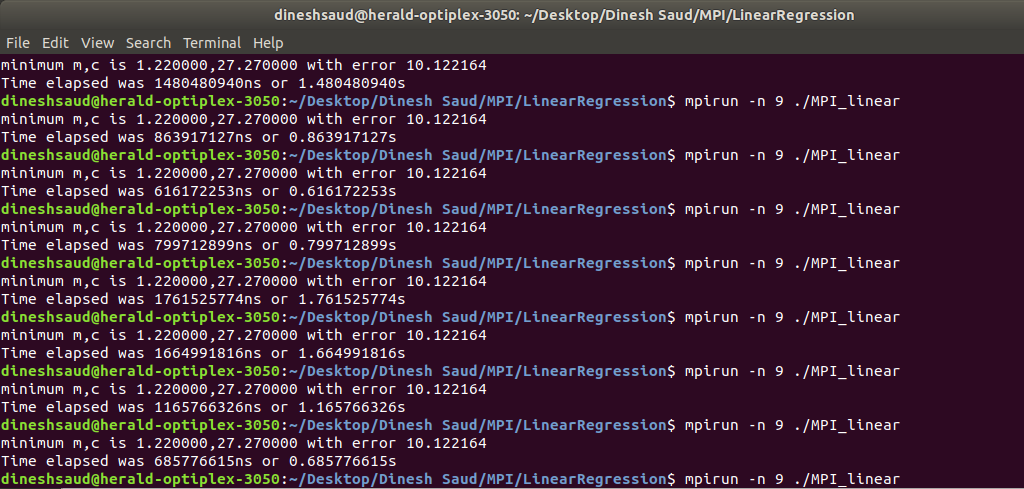 dineshsaud@herald-optiplex-3050: ~/Desktop/Dinesh Saud/MPI/LinearRegression
File Edit View Search Terminal Help
minimum m,c is 1.220000,27.270000 with error 10.122164
Time elapsed was 1480480940ns or 1.480480940s
dineshsaud@herald-optiplex-3050:~/Desktop/Dinesh Saud/MPI/LinearRegression$ mpirun -n 9 ./MPI_linear
minimum m,c is 1.220000,27.270000 with error 10.122164
Time elapsed was 863917127ns or 0.863917127s
dineshsaud@herald-optiplex-3050:~/Desktop/Dinesh Saud/MPI/LinearRegression$ mpirun -n 9 ./MPI_linear
minimum m,c is 1.220000,27.270000 with error 10.122164
Time elapsed was 616172253ns or 0.616172253s
dineshsaud@herald-optiplex-3050:~/Desktop/Dinesh Saud/MPI/LinearRegression$ mpirun -n 9 ./MPI_linear
minimum m,c is 1.220000,27.270000 with error 10.122164
Time elapsed was 799712899ns or 0.799712899s
dineshsaud@herald-optiplex-3050:~/Desktop/Dinesh Saud/MPI/LinearRegression$ mpirun -n 9 ./MPI_linear
minimum m,c is 1.220000,27.270000 with error 10.122164
Time elapsed was 1761525774ns or 1.761525774s
dineshsaud@herald-optiplex-3050:~/Desktop/Dinesh Saud/MPI/LinearRegression$ mpirun -n 9 ./MPI_linear
minimum m,c is 1.220000,27.270000 with error 10.122164
Time elapsed was 1664991816ns or 1.664991816s
dineshsaud@herald-optiplex-3050:~/Desktop/Dinesh Saud/MPI/LinearRegression$ mpirun -n 9 ./MPI_linear
minimum m,c is 1.220000,27.270000 with error 10.122164
Time elapsed was 1165766326ns or 1.165766326s
dineshsaud@herald-optiplex-3050:~/Desktop/Dinesh Saud/MPI/LinearRegression$ mpirun -n 9 ./MPI_linear
minimum m,c is 1.220000,27.270000 with error 10.122164
Time elapsed was 685776615ns or 0.685776615s
dineshsaud@herald-optiplex-3050:~/Desktop/Dinesh Saud/MPI/LinearRegression$ mpirun -n 9 ./MPI_linear